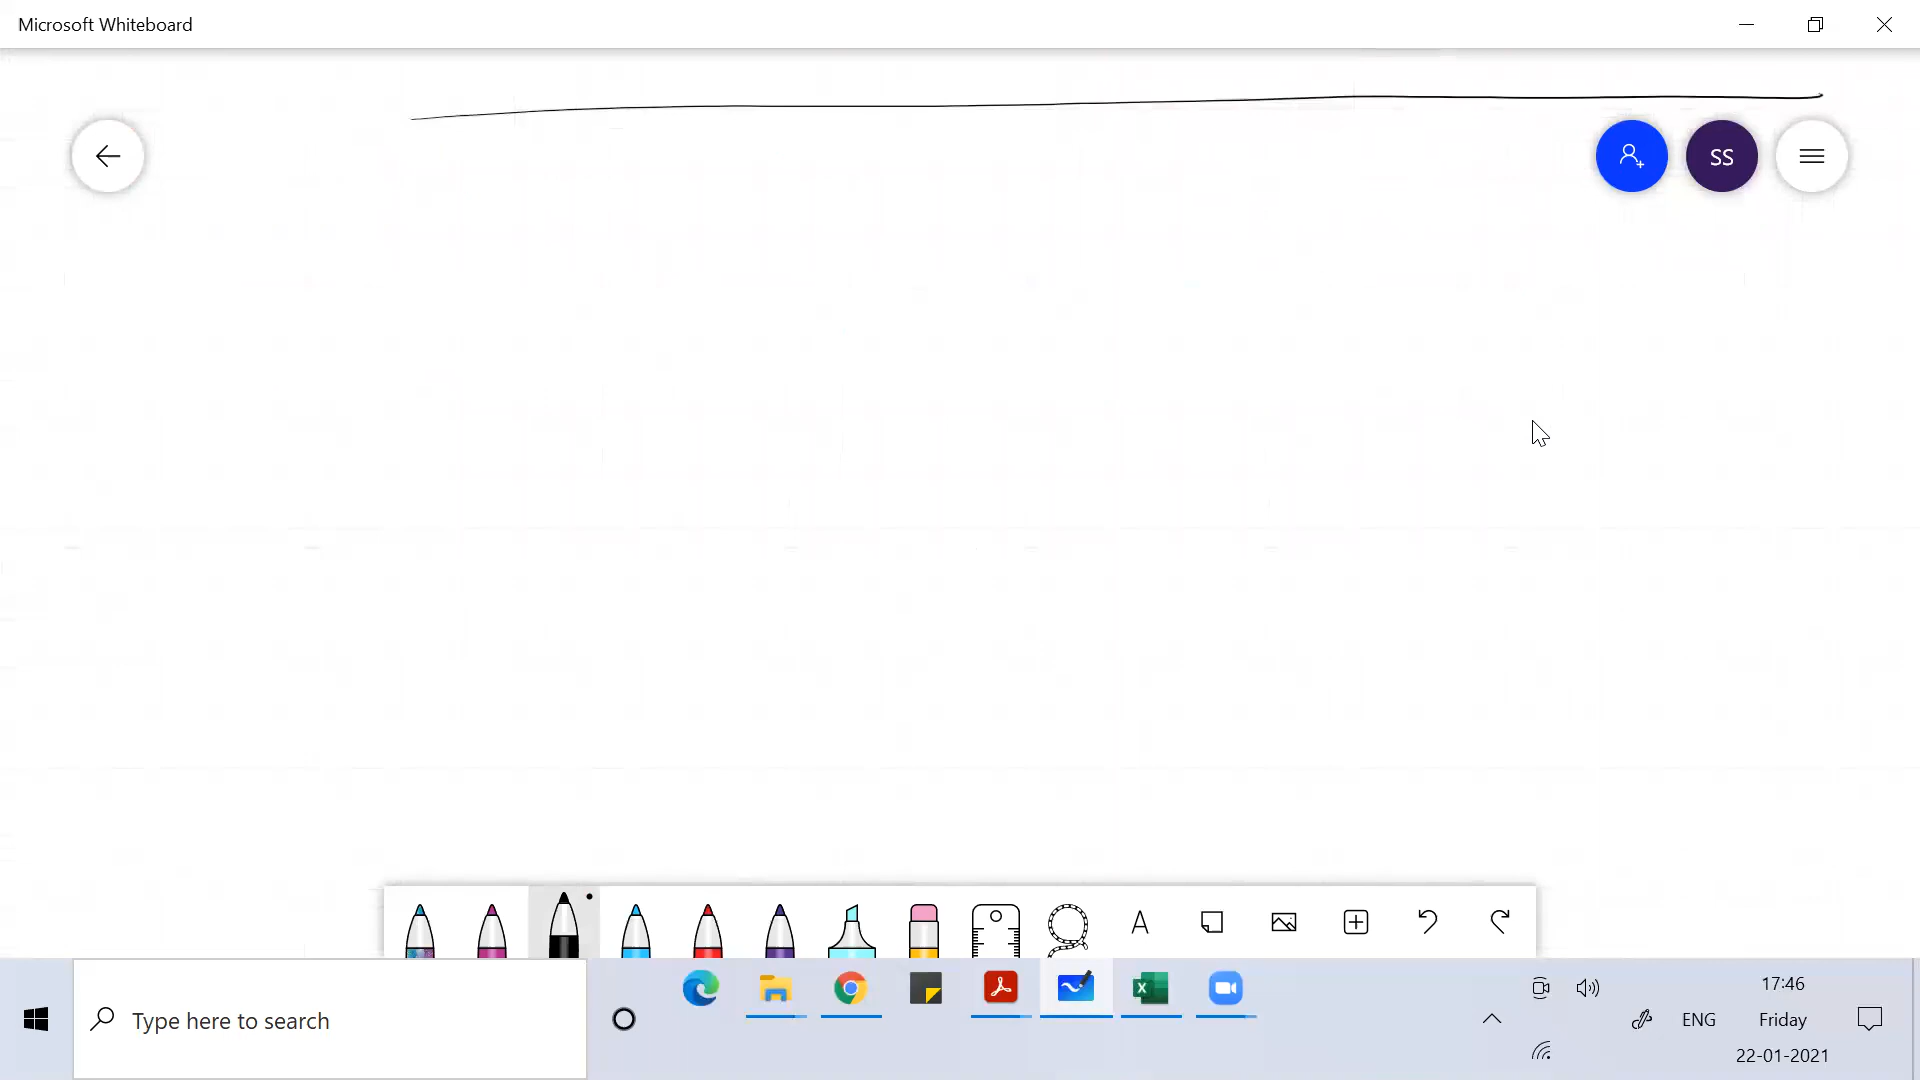 Microsoft Whiteboard
SS
A
Type here to search
17:46
ENG
Friday
22-01-2021